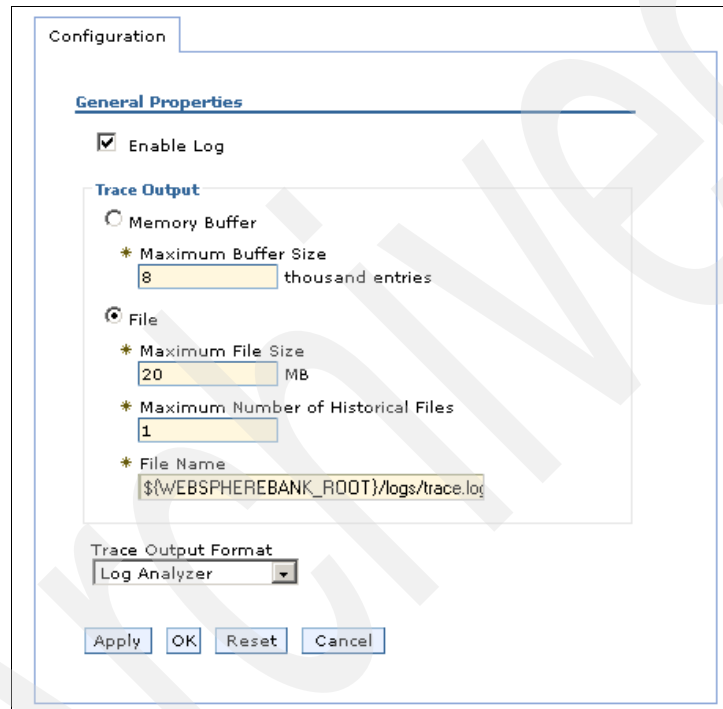 Configuration
General Properties
Enable Log
Trace Output
Memory Buffer
* Maximum Buffer Size
8 thousand entries
File
* Maximum File Size
20 MB
* Maximum Number of Historical Files
1
* File Name
${WEBSPHEREBANK_ROOT}/logs/trace.log
Trace Output Format
Log Analyzer
Apply OK Reset Cancel